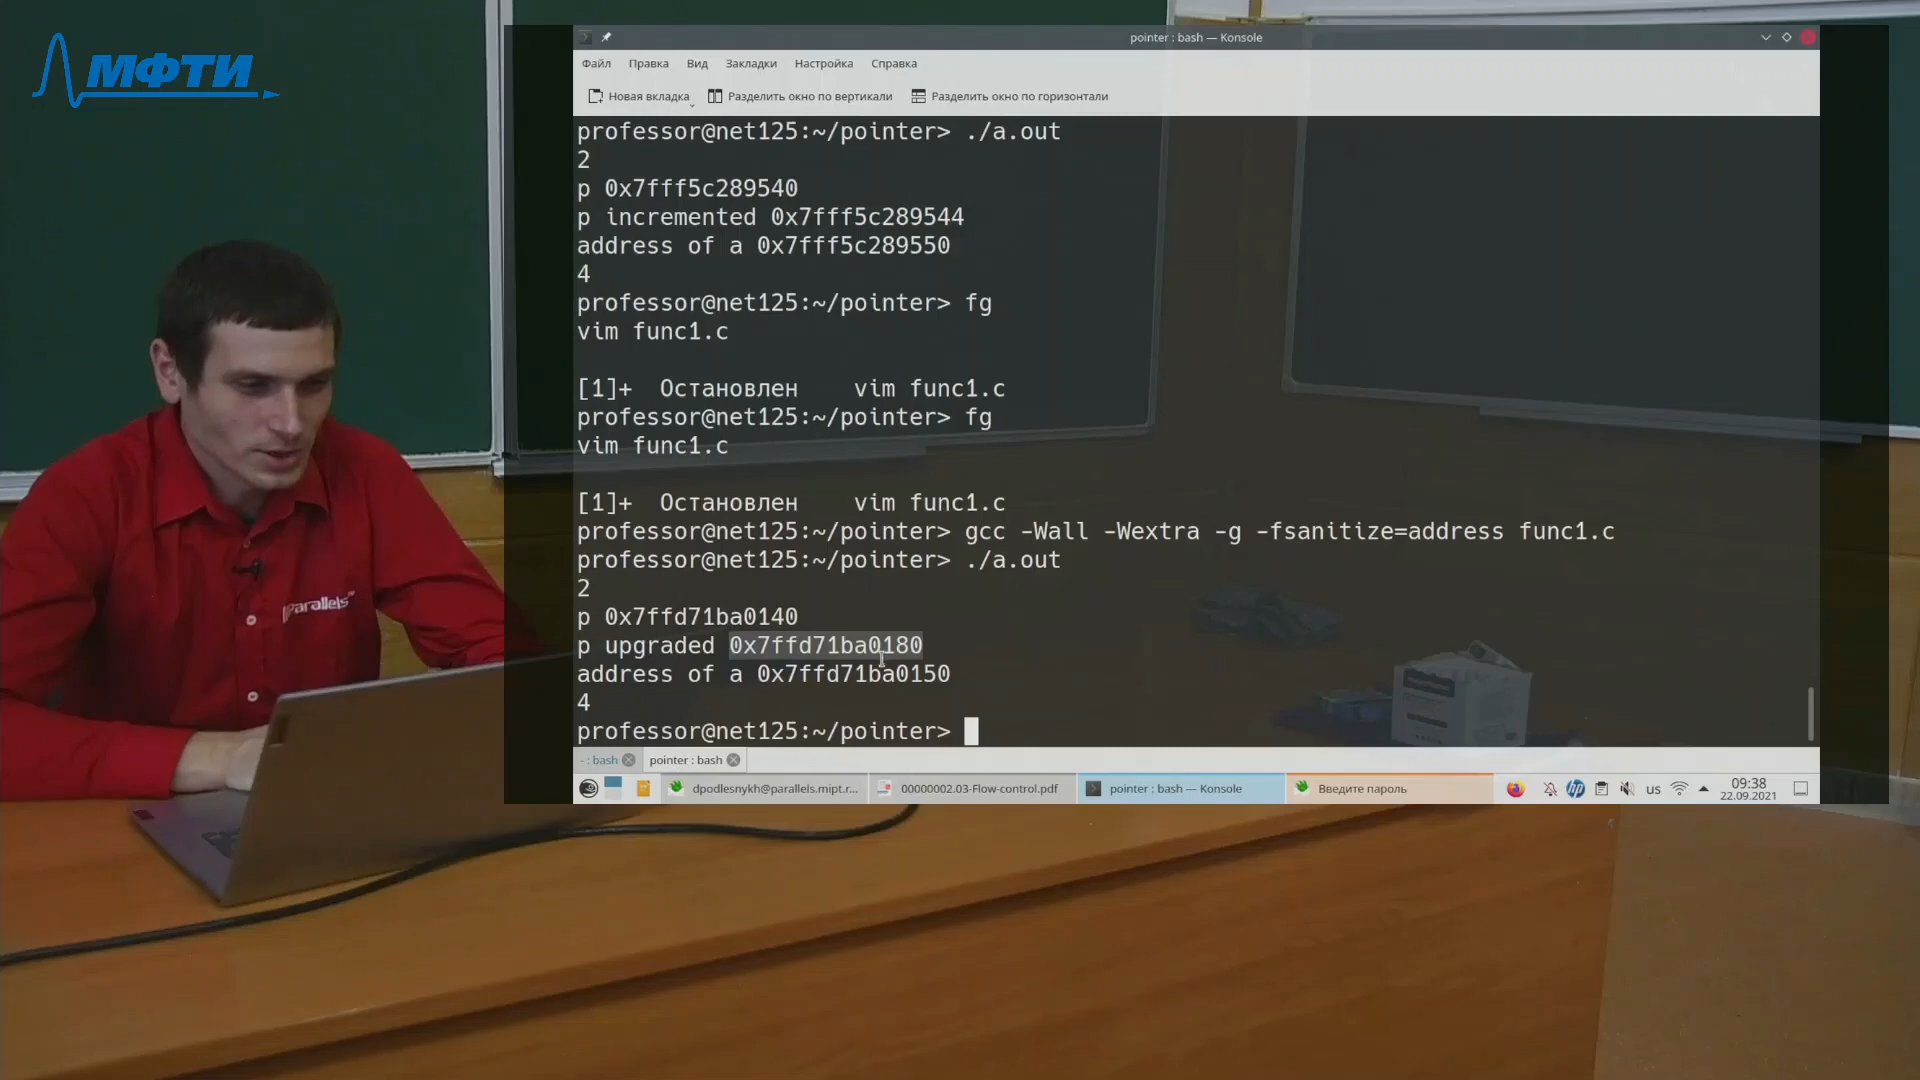 МФТИ
pointer : bash — Konsole
Файл Правка Вид Закладки Настройка Справка
Новая вкладка Разделить окно по вертикали Разделить окно по горизонтали
professor@net125:~/pointer> ./a.out
2
p 0x7fff5c289540
p incremented 0x7fff5c289544
address of a 0x7fff5c289550
4
professor@net125:~/pointer> fg
vim func1.c
[1]+ Остановлен vim func1.c
professor@net125:~/pointer> fg
vim func1.c
[1]+ Остановлен vim func1.c
professor@net125:~/pointer> gcc -Wall -Wextra -g -fsanitize=address func1.c
professor@net125:~/pointer> ./a.out
2
p 0x7ffd71ba0140
p upgraded 0x7ffd71ba0180
address of a 0x7ffd71ba0150
4
professor@net125:~/pointer>
- : bash pointer : bash
dpodlesnykh@parallels.mipt.r... 00000002.03-Flow-control.pdf pointer : bash — Konsole Введите пароль us 09:38
22.09.2021
Parallels